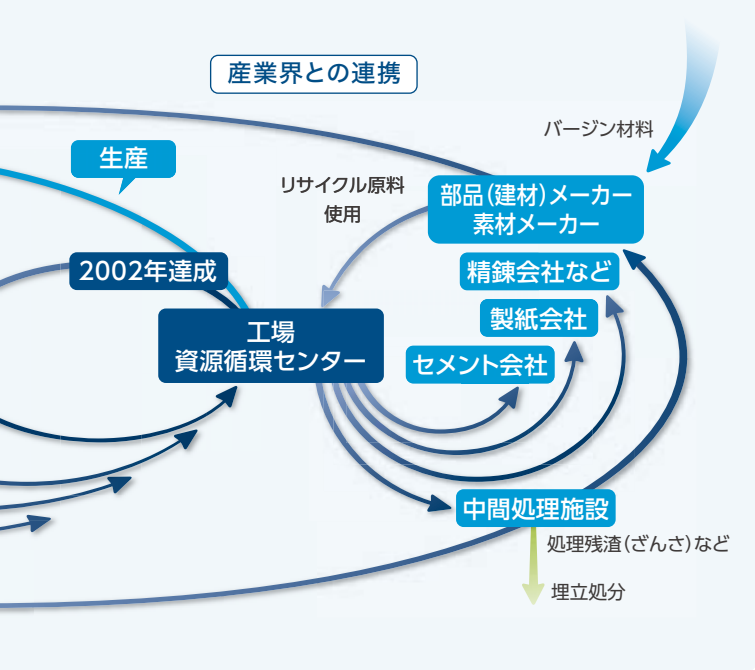 産業界との連携
バージン材料
生産
リサイクル原料
使用
部品(建材)メーカー
素材メーカー
2002年達成
精錬会社など
製紙会社
工場
資源循環センター
セメント会社
中間処理施設
処理残渣(ざんさ)など
埋立処分